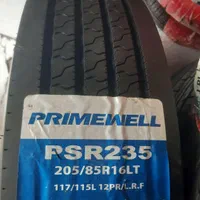 PRIMEWELL
PSR235
205/85R16LT
117/115L 12PR/L.R.F